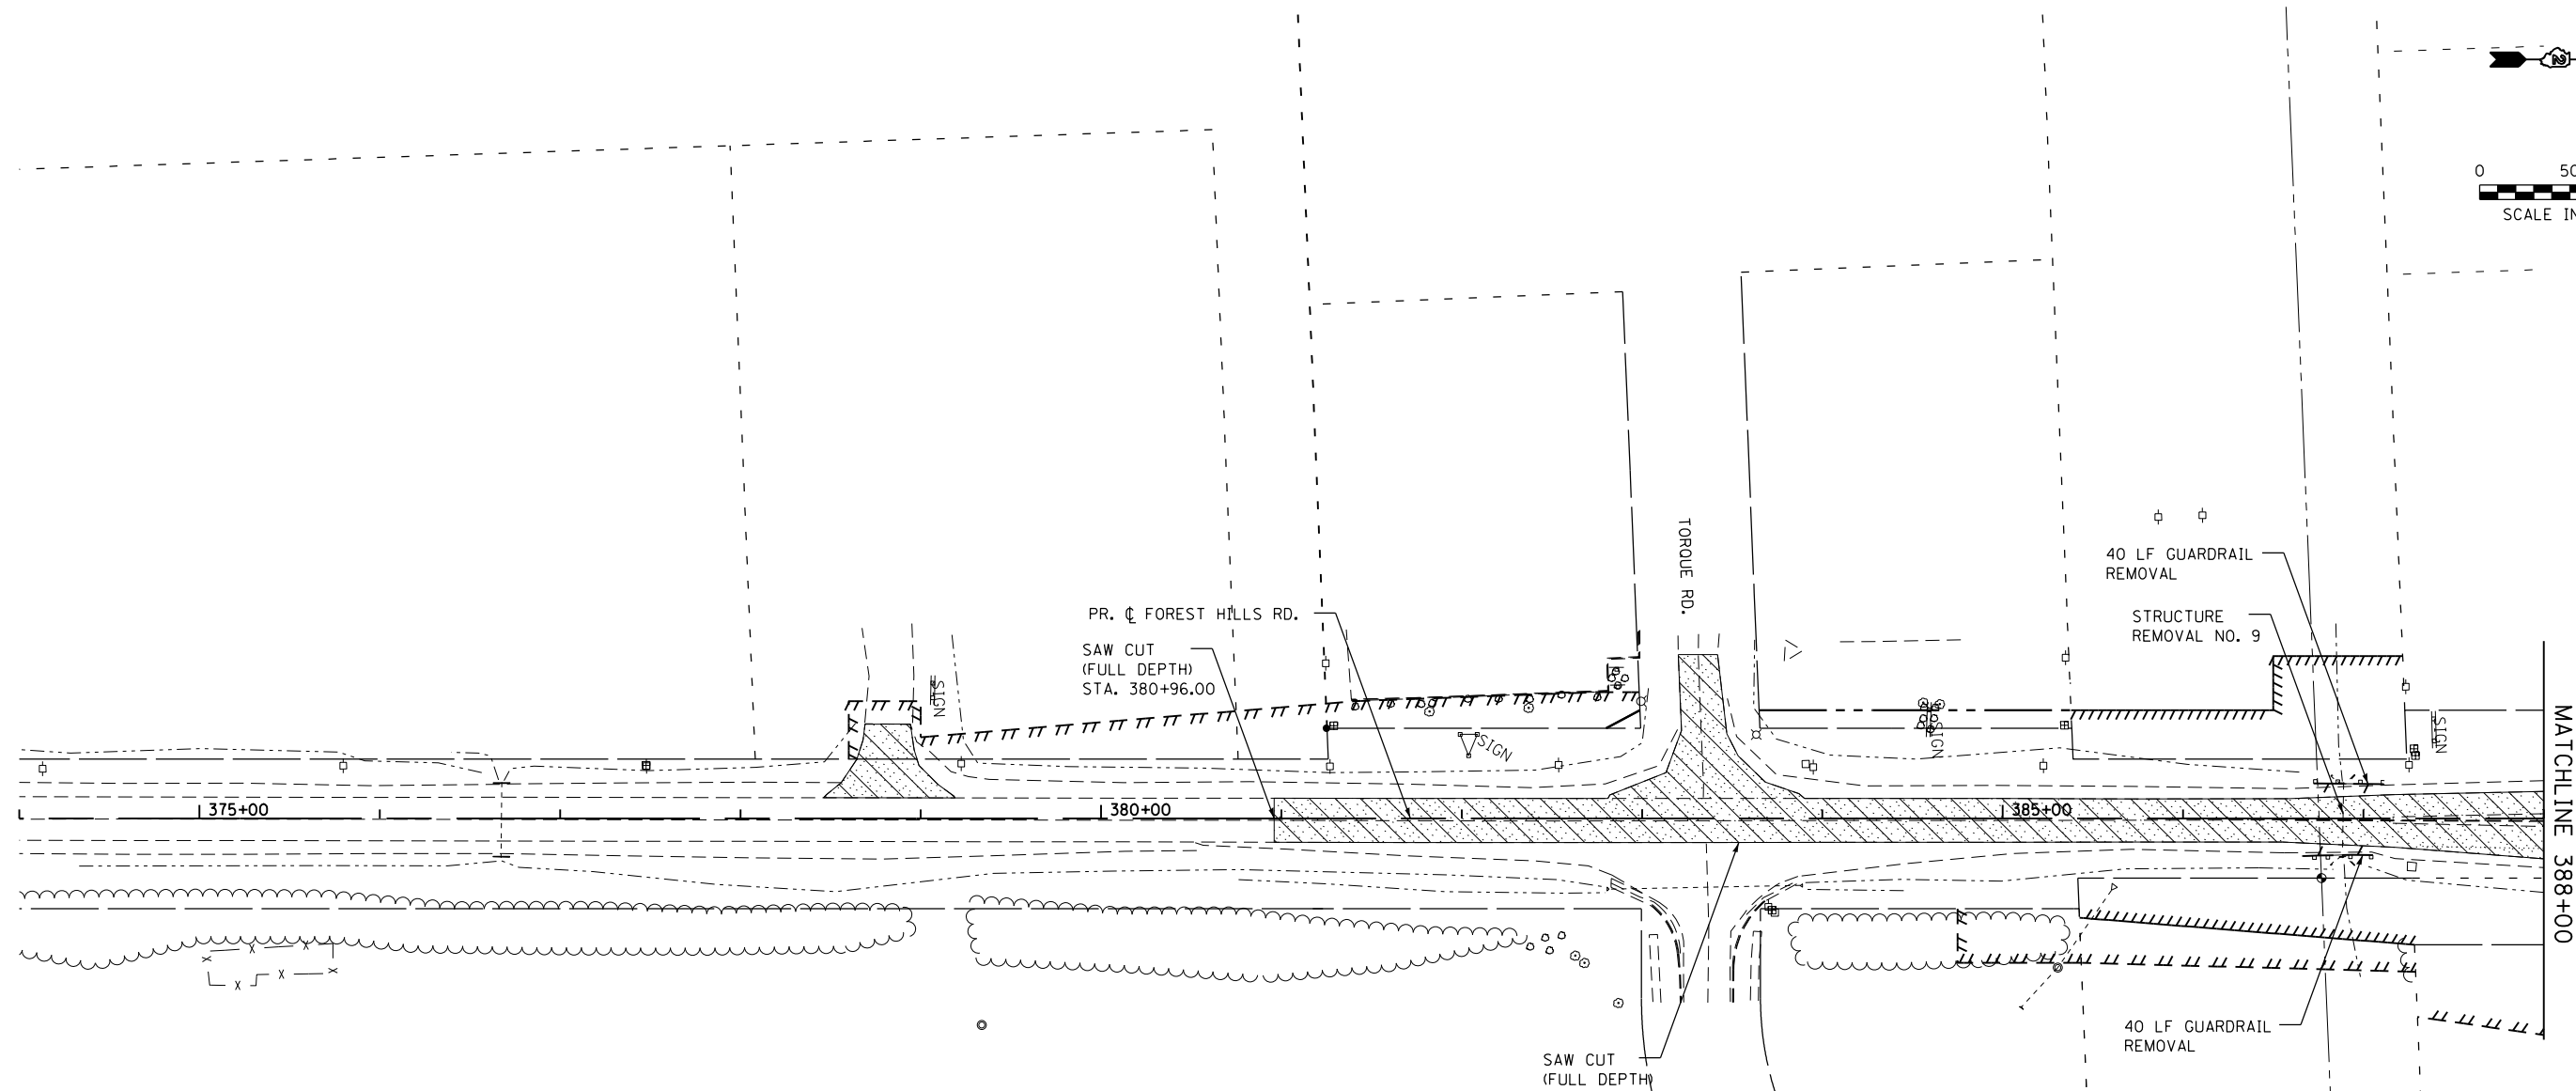 0 50
SCALE IN
TORQUE RD.
40 LF GUARDRAIL
REMOVAL
PR. ℄ FOREST HILLS RD.
STRUCTURE
REMOVAL NO. 9
SAW CUT
(FULL DEPTH)
STA. 380+96.00
SIGN
SIGN
SIGN
SIGN
375+00
380+00
385+00
MATCHLINE 388+00
40 LF GUARDRAIL
REMOVAL
SAW CUT
(FULL DEPTH)